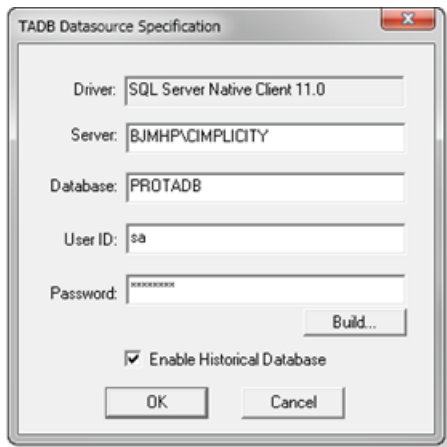 TADB Datasource Specification
Driver: SQL Server Native Client 11.0
Server: BJMHP\CIMPLICITY
Database: PROTADB
User ID: sa
Password: ********
Build...
Enable Historical Database
OK Cancel